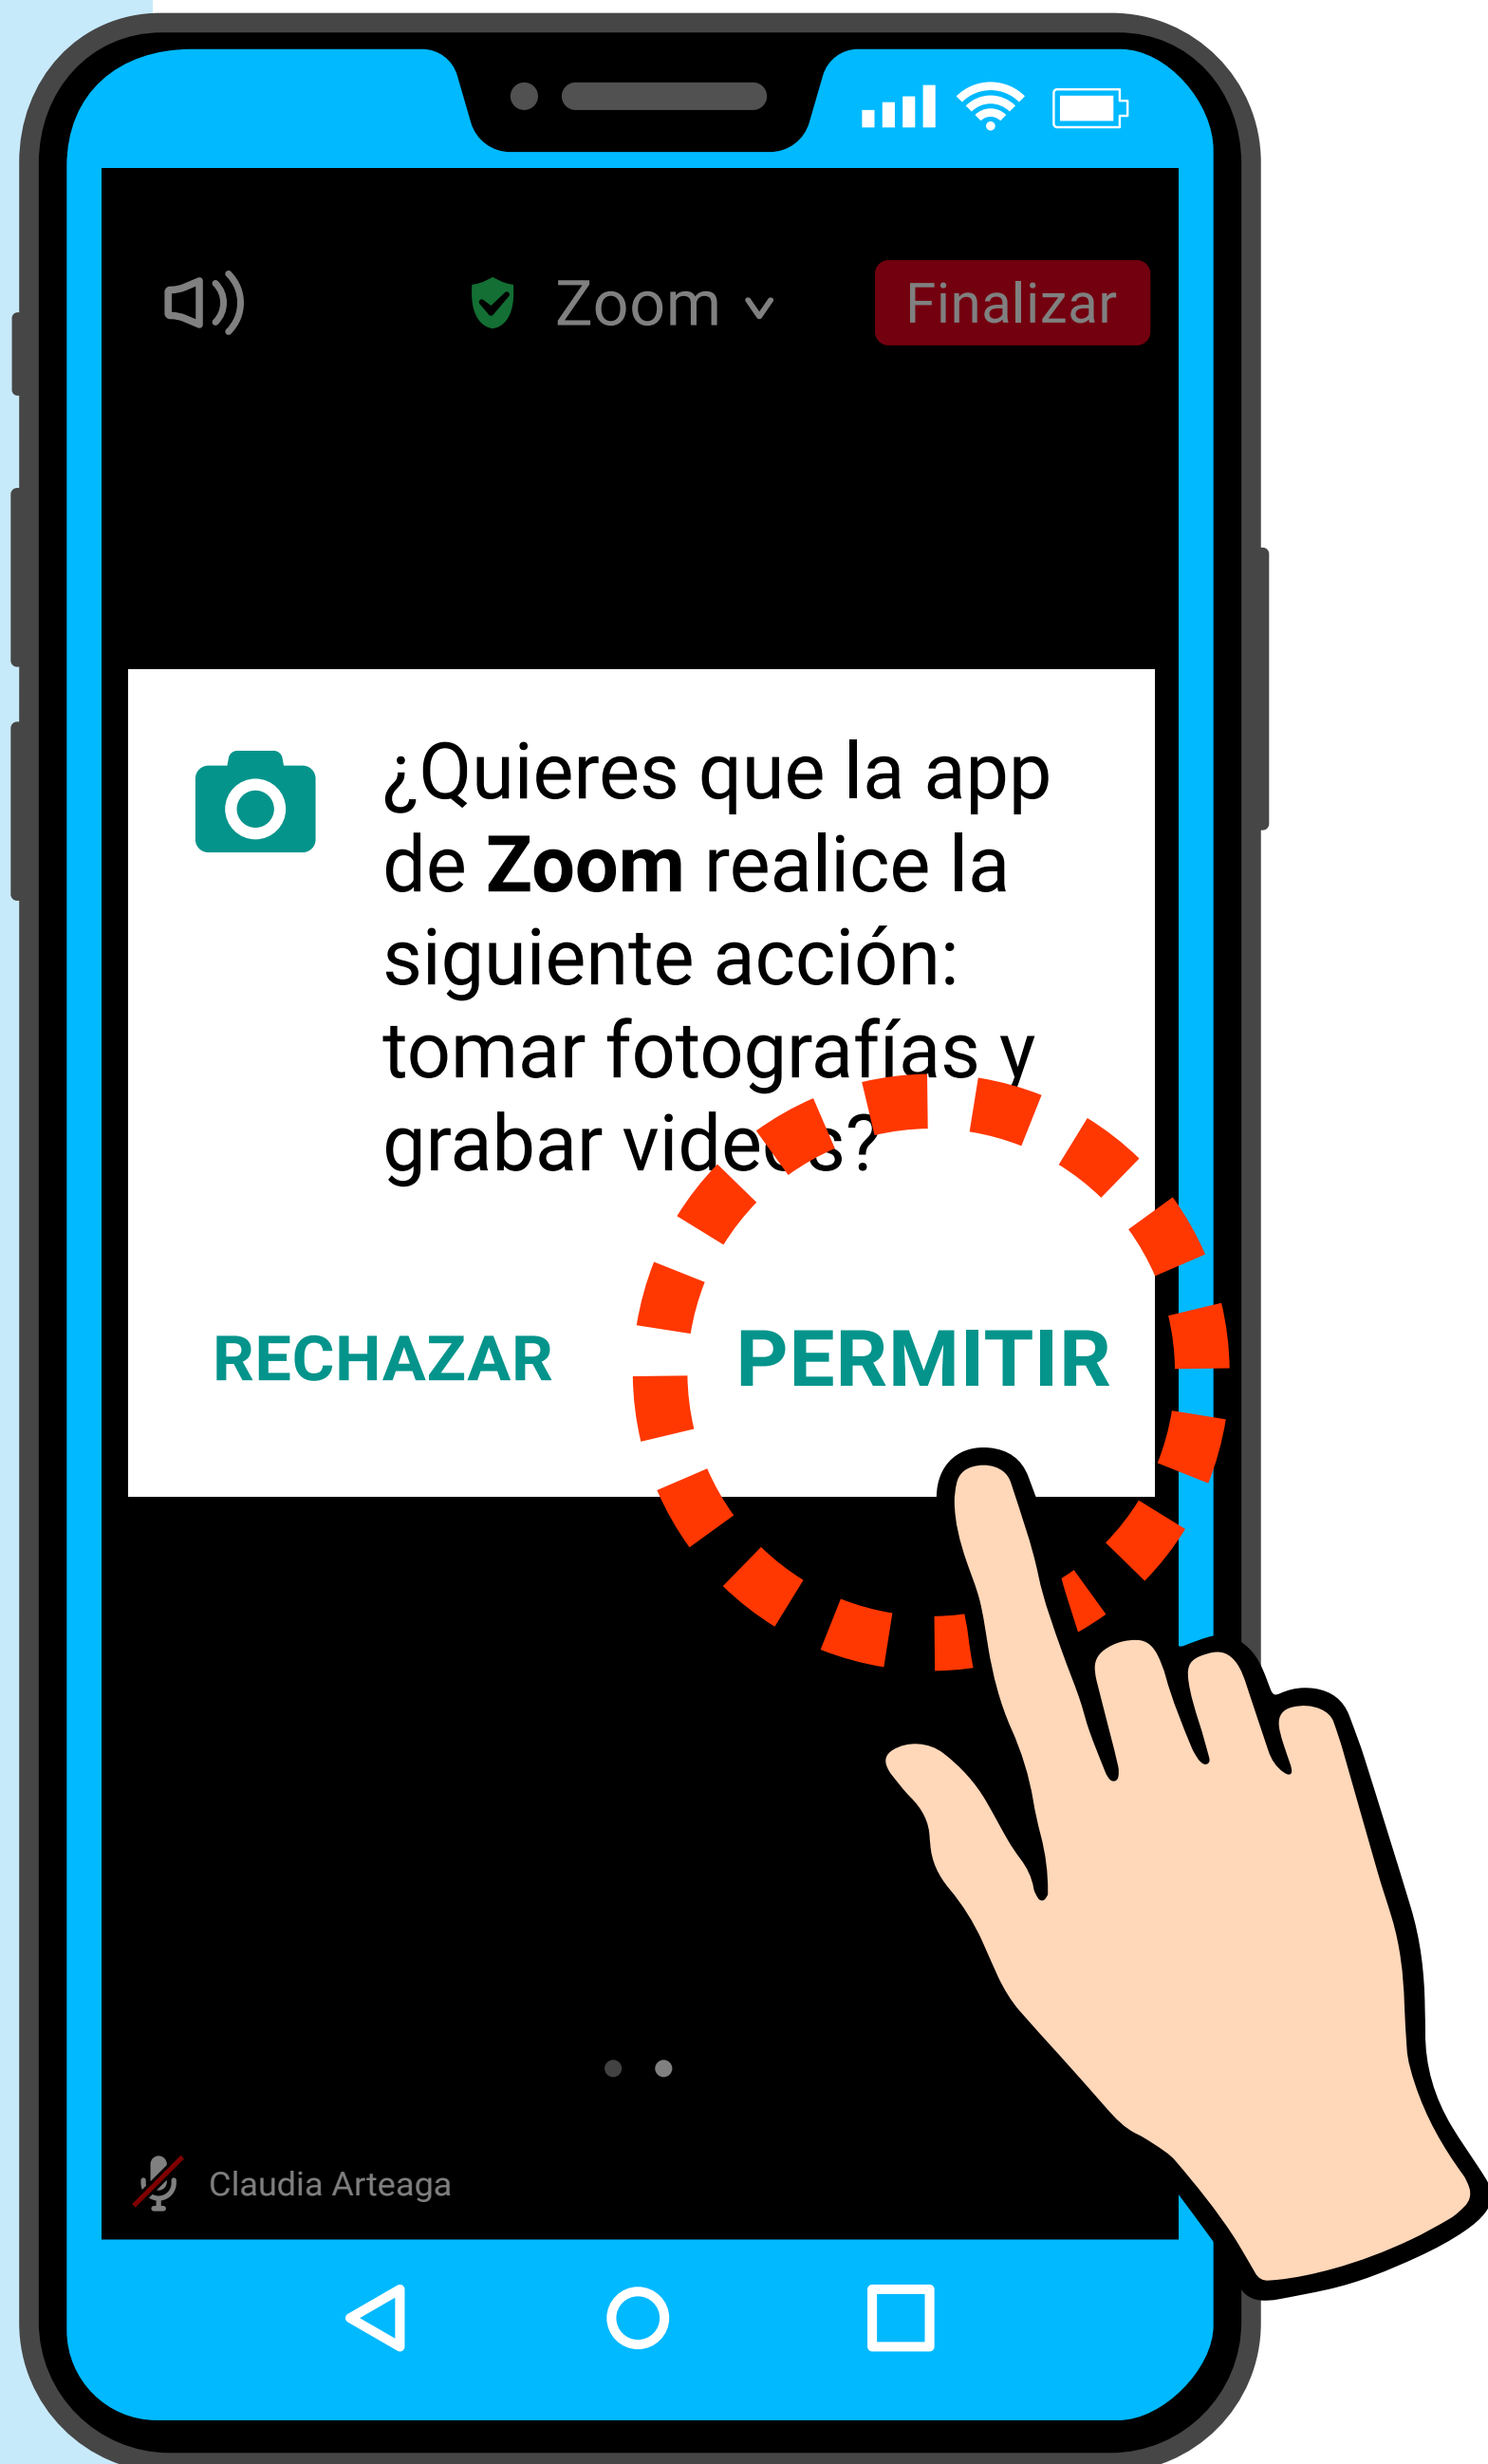 Zoom
Finalizar
¿Quieres que la app
de Zoom realice la
siguiente acción:
tomar fotografías y
grabar videos?
RECHAZAR
PERMITIR
Claudia Arteaga